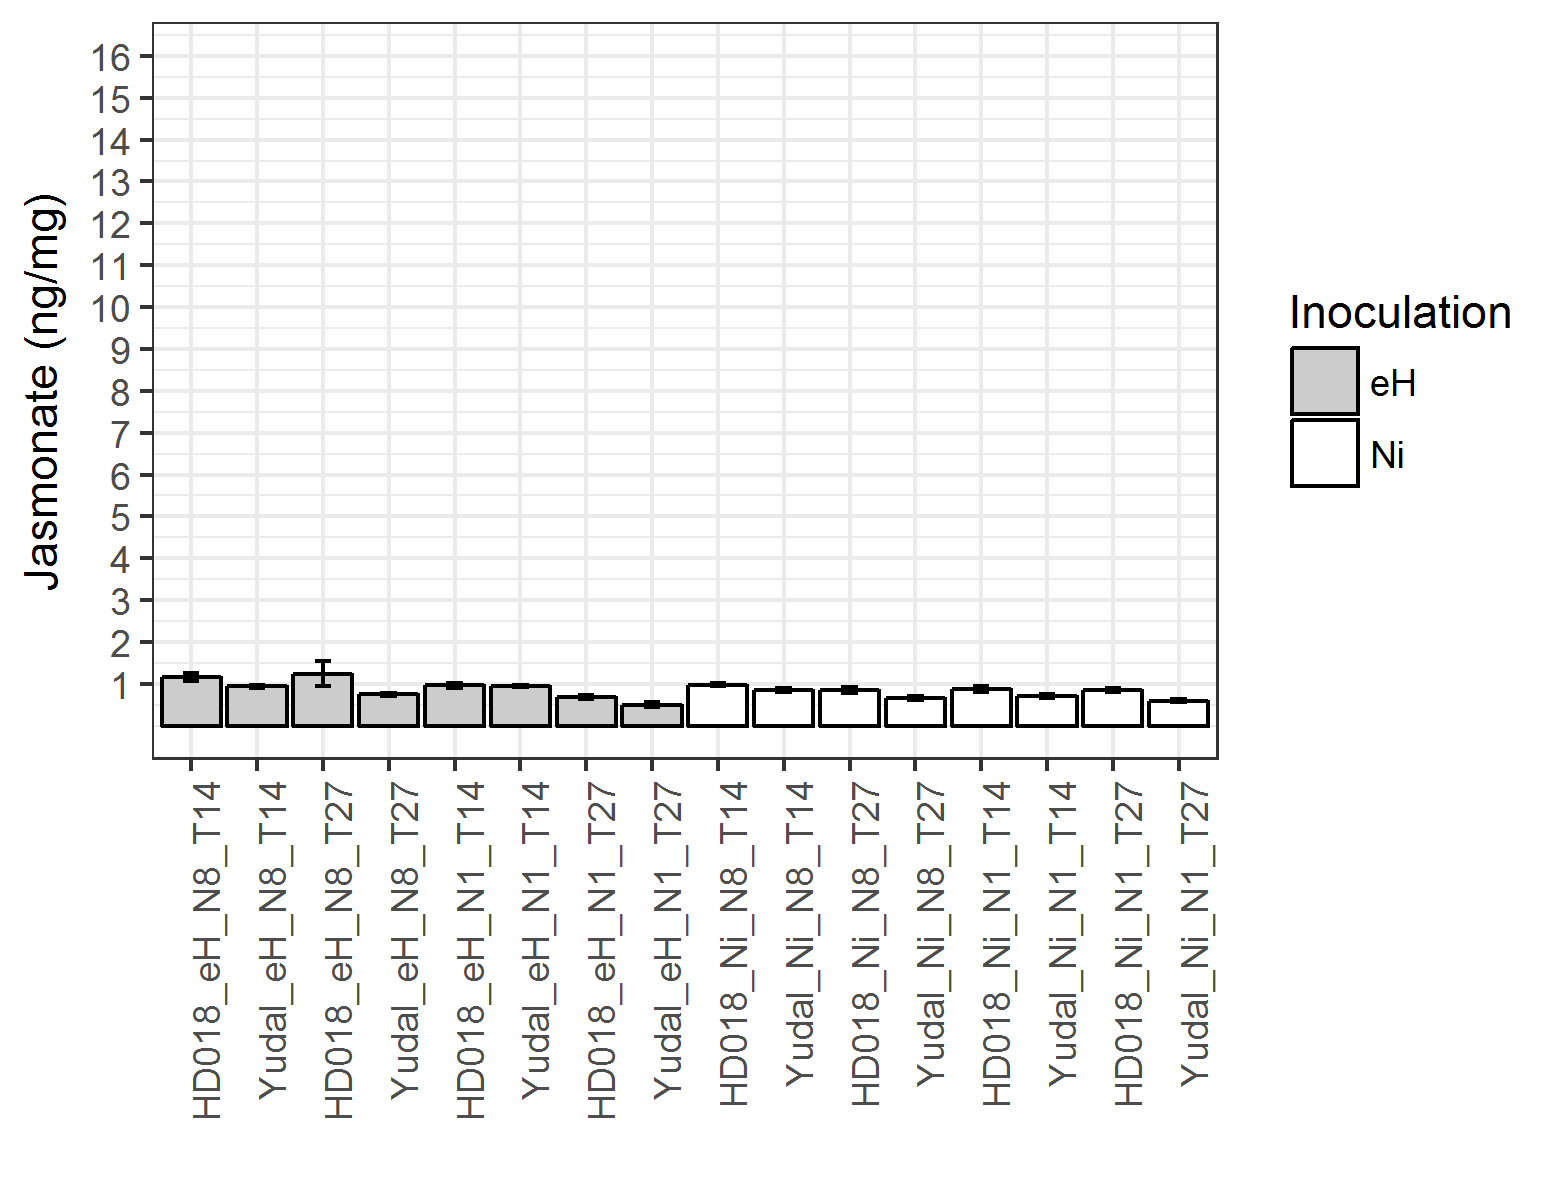 Jasmonate (ng/mg)
16
15
14
13
12
11
10
9
8
7
6
5
4
3
2
1
HD018_eH_N8_T14
Yudal_eH_N8_T14
HD018_eH_N8_T27
Yudal_eH_N8_T27
HD018_eH_N1_T14
Yudal_eH_N1_T14
HD018_eH_N1_T27
Yudal_eH_N1_T27
HD018_Ni_N8_T14
Yudal_Ni_N8_T14
HD018_Ni_N8_T27
Yudal_Ni_N8_T27
HD018_Ni_N1_T14
Yudal_Ni_N1_T14
HD018_Ni_N1_T27
Yudal_Ni_N1_T27
Inoculation
eH
Ni